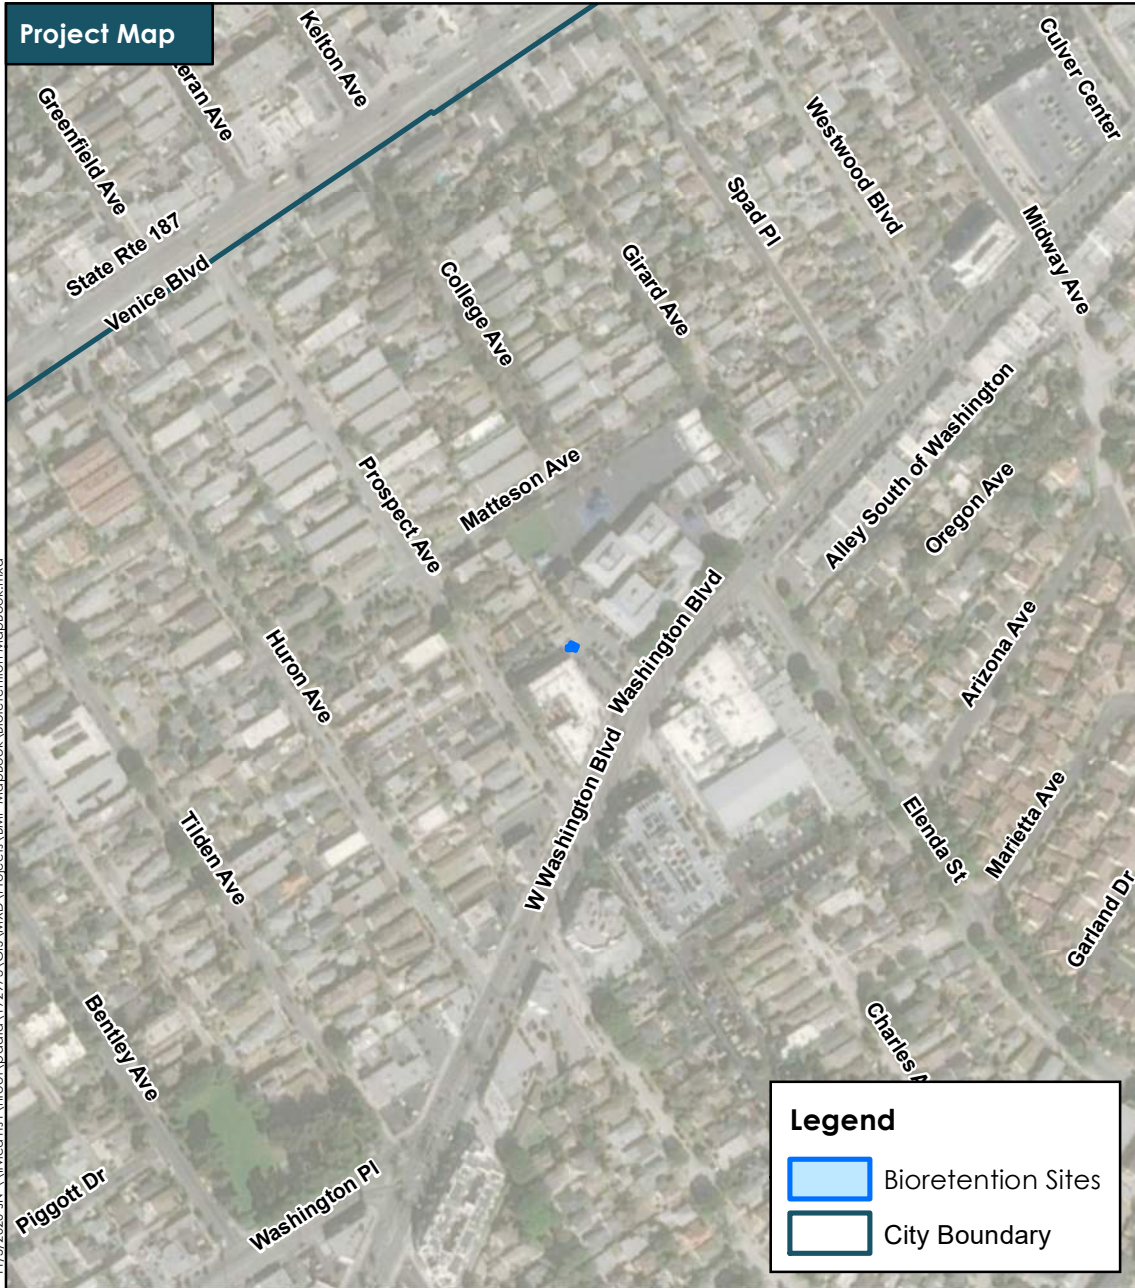 Project Map
Kelton Ave
Culver Center
eran Ave
Greenfield Ave
Westwood Blvd
Spad Pl
Midway Ave
State Rte 187
Venice Blvd
College Ave
Girard Ave
Alley South of Washington
Prospect Ave
Matteson Ave
Oregon Ave
Washington Blvd
Arizona Ave
Huron Ave
W Washington Blvd
Elenda St
Marietta Ave
Tilden Ave
Garland Dr
Bentley Ave
Charles A
Piggott Dr
Washington Pl
Legend
Bioretention Sites
City Boundary